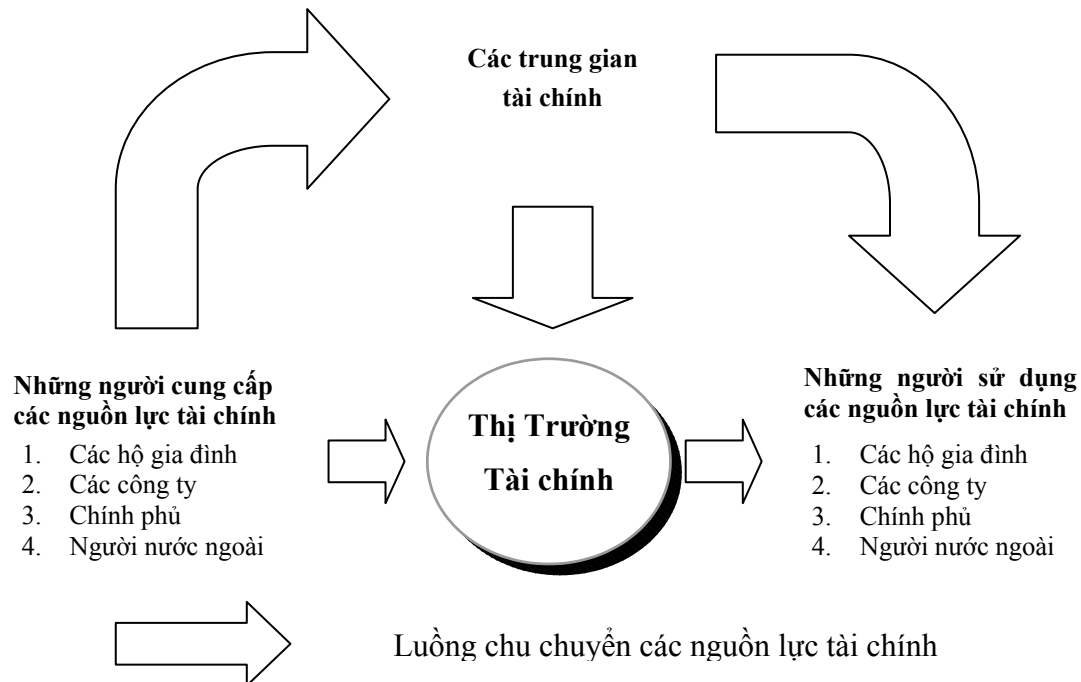 Các trung gian
tài chính
Những người cung cấp
các nguồn lực tài chính
1. Các hộ gia đình
2. Các công ty
3. Chính phủ
4. Người nước ngoài
Thị Trường
Tài chính
Những người sử dụng
các nguồn lực tài chính
1. Các hộ gia đình
2. Các công ty
3. Chính phủ
4. Người nước ngoài
Luồng chu chuyển các nguồn lực tài chính